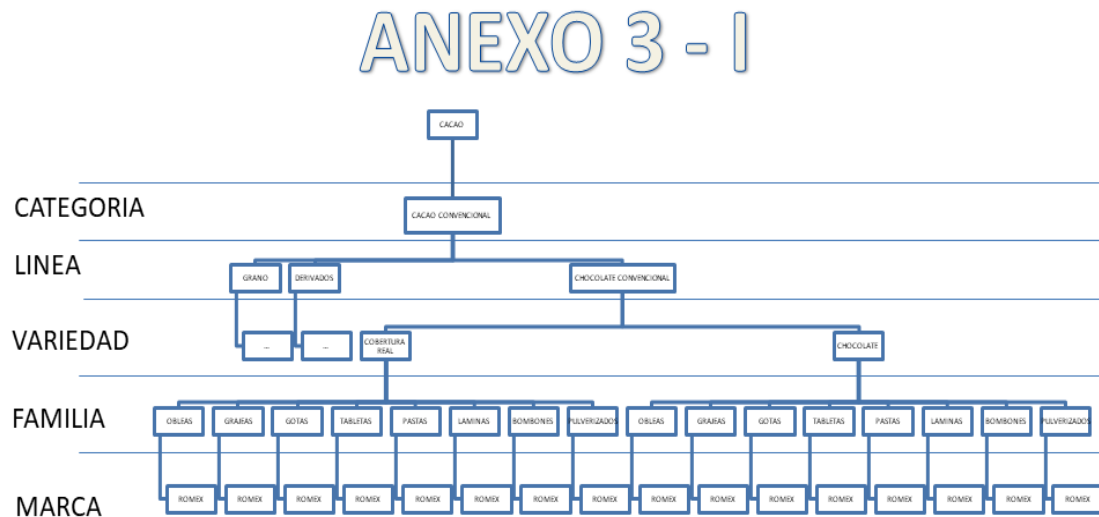 ANEXO 3 - I
CACAO
CATEGORIA
CACAO CONVENCIONAL
LINEA
GRANO DERIVADOS CHOCOLATE CONVENCIONAL
VARIEDAD
... ... COBERTURA
REAL
CHOCOLATE
FAMILIA
OBLEAS GRAJEAS GOTAS TABLETAS PASTAS LAMINAS BOMBONES PULVERIZADOS OBLEAS GRAJEAS GOTAS TABLETAS PASTAS LAMINAS BOMBONES PULVERIZADOS
MARCA
ROMEX ROMEX ROMEX ROMEX ROMEX ROMEX ROMEX ROMEX ROMEX ROMEX ROMEX ROMEX ROMEX ROMEX ROMEX ROMEX